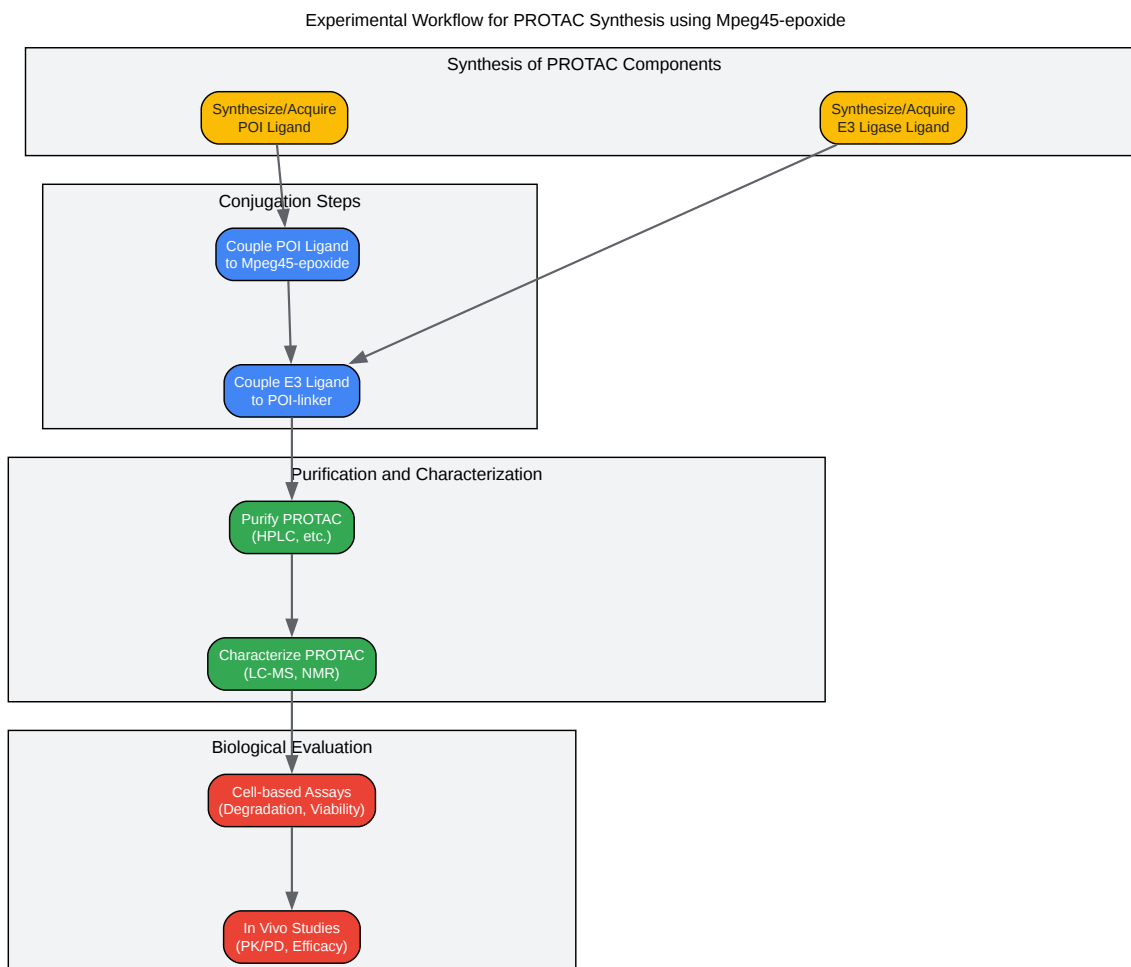 Experimental Workflow for PROTAC Synthesis using Mpeg45-epoxide
Synthesis of PROTAC Components
Synthesize/Acquire
POI Ligand
Synthesize/Acquire
E3 Ligase Ligand
Conjugation Steps
Couple POI Ligand
to Mpeg45-epoxide
Couple E3 Ligand
to POI-linker
Purification and Characterization
Purify PROTAC
(HPLC, etc.)
Characterize PROTAC
(LC-MS, NMR)
Biological Evaluation
Cell-based Assays
(Degradation, Viability)
In Vivo Studies
(PK/PD, Efficacy)